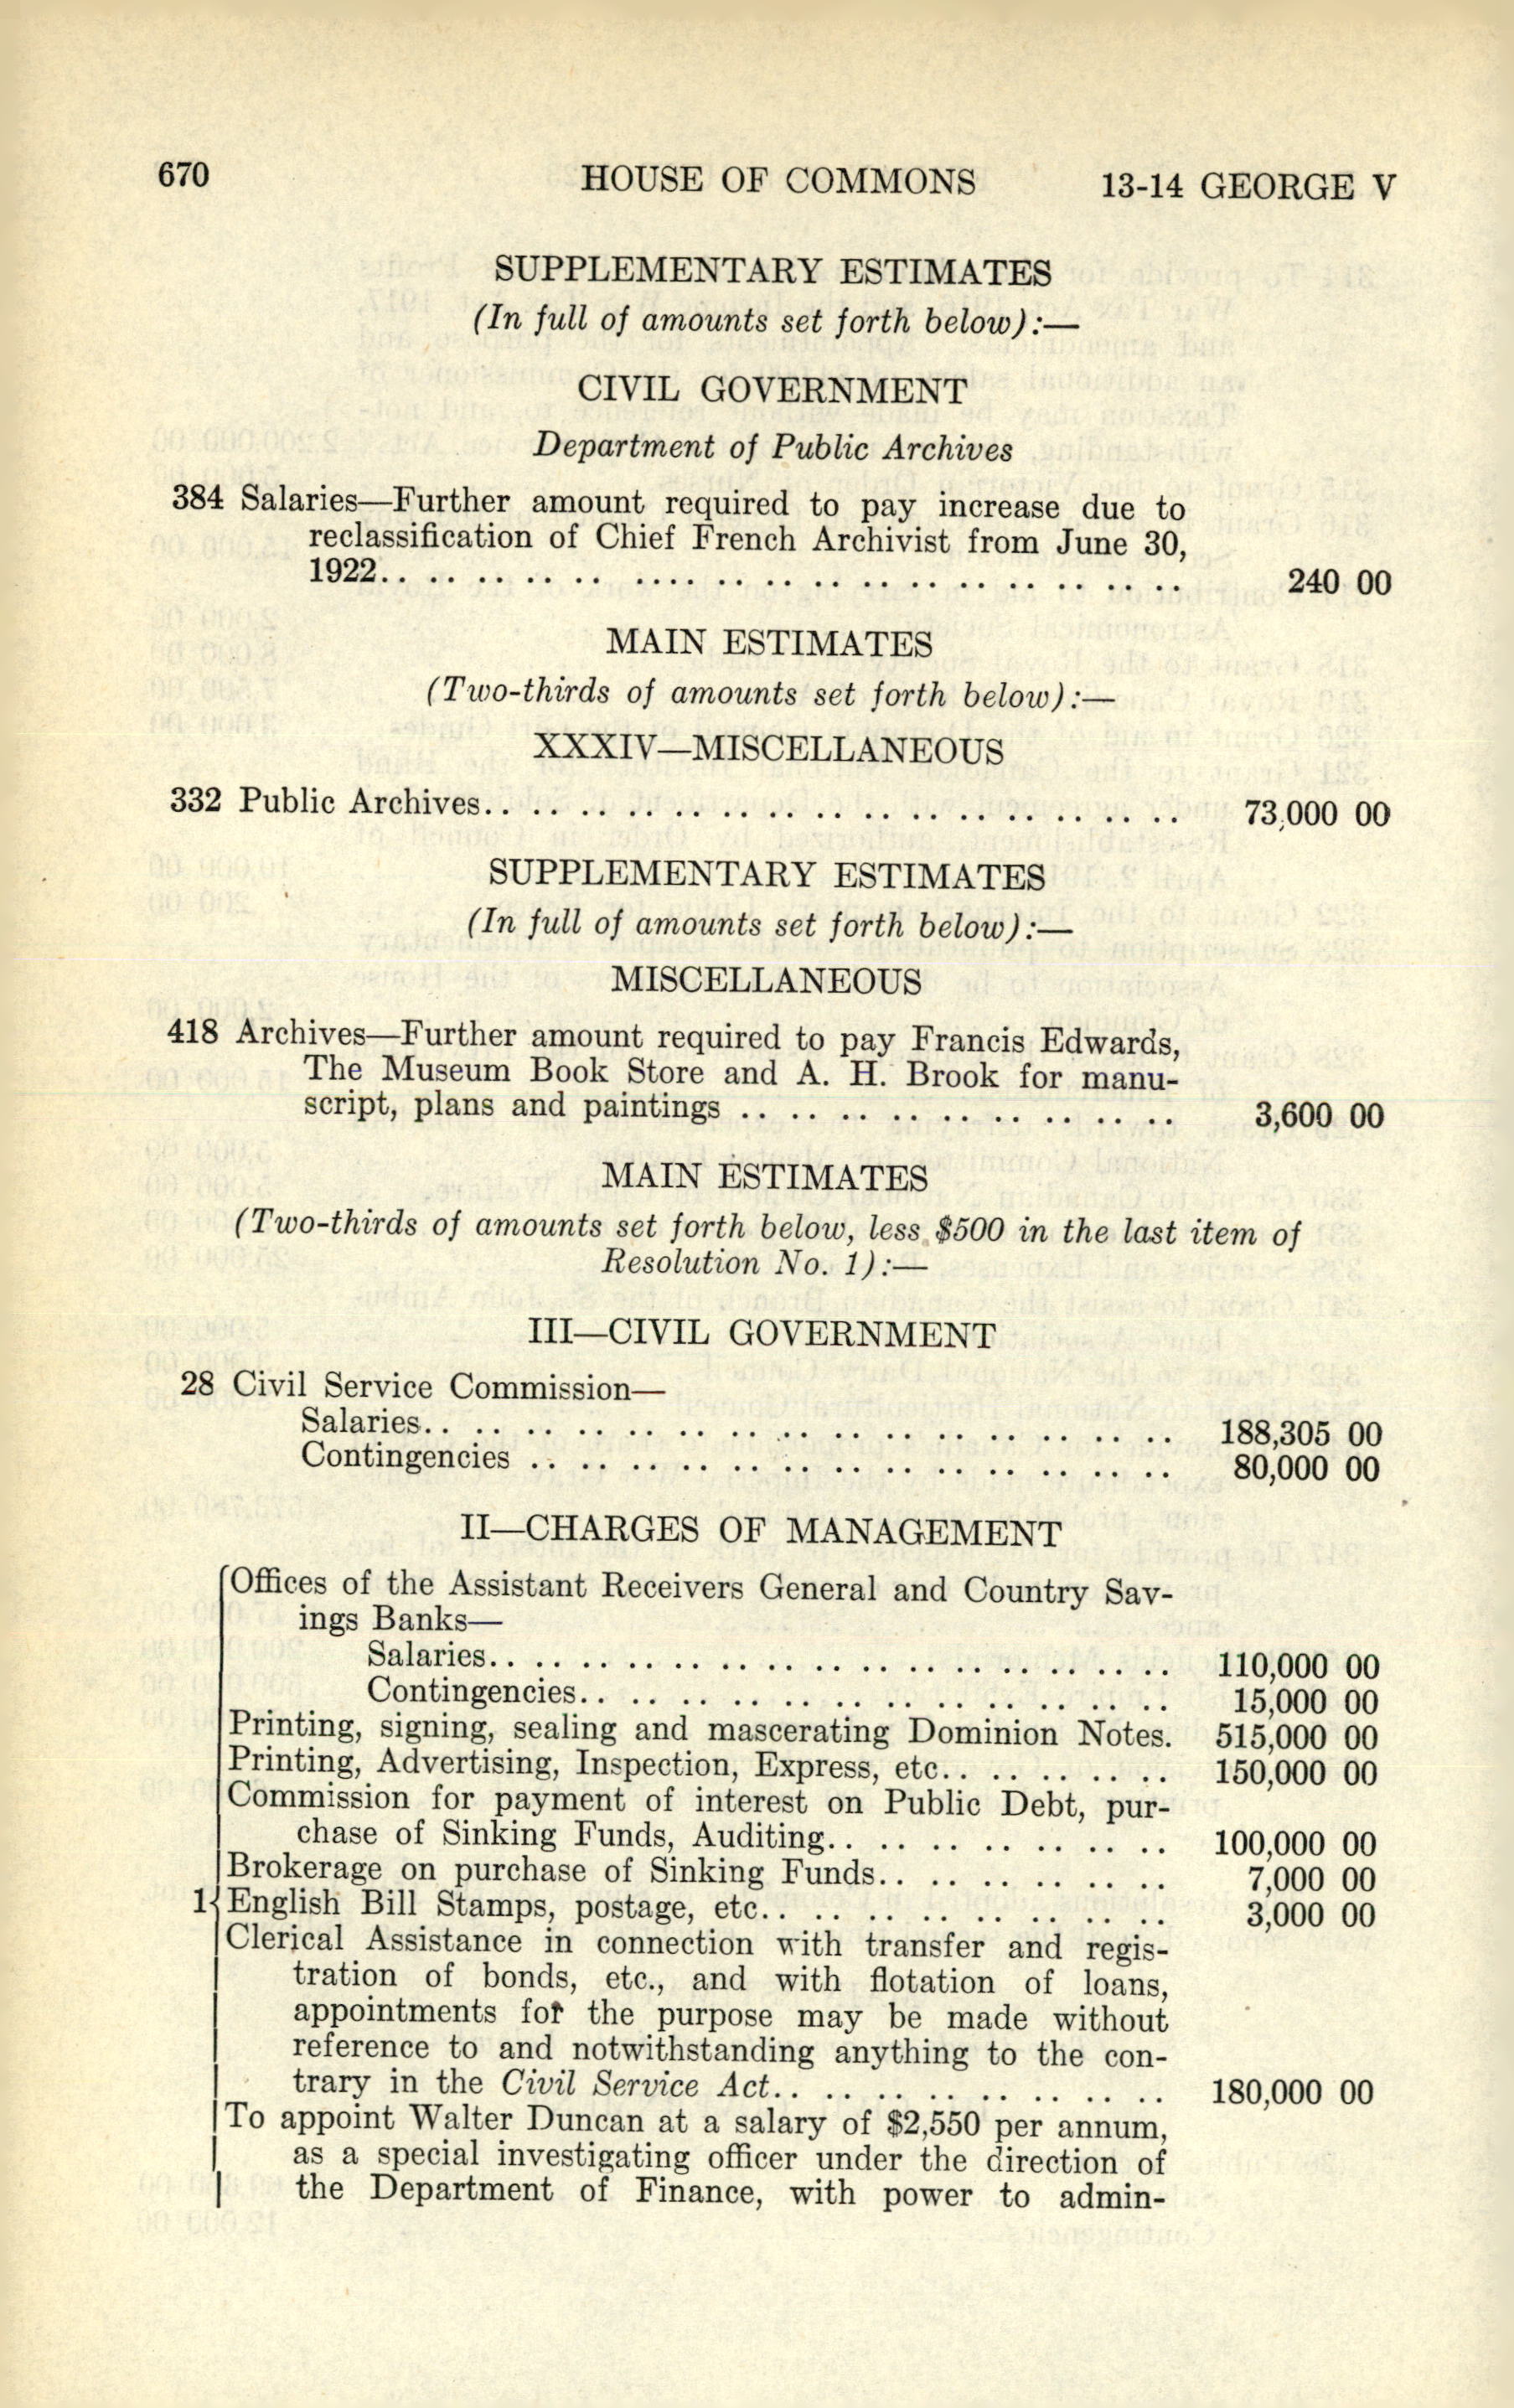 670 HOUSE OF COMMONS 13-14 GEORGE V
SUPPLEMENTARY ESTIMATES
(In full of amounts set forth below):—
CIVIL GOVERNMENT
Department of Public Archives
384 Salaries—Further amount required to pay increase due to
reclassification of Chief French Archivist from June 30,
1922.. .. .. .. .. .... .. .. .. .. .. .. .. .. .. .. .. 240 00
MAIN ESTIMATES
(Two-thirds of amounts set forth below):—
XXXIV—MISCELLANEOUS
332 Public Archives.. .. .. .. .. .. .. .. .. .. .. .. .. .. .. 73,000 00
SUPPLEMENTARY ESTIMATES
(In full of amounts set forth below):—
MISCELLANEOUS
418 Archives—Further amount required to pay Francis Edwards,
The Museum Book Store and A. H. Brook for manu-
script, plans and paintings .. .. .. .. .. .. .. .. .. 3,600 00
MAIN ESTIMATES
(Two-thirds of amounts set forth below, less $500 in the last item of
Resolution No. 1):—
III—CIVIL GOVERNMENT
28 Civil Service Commission—
Salaries.. .. .. .. .. .. .. .. .. .. .. .. .. .. .. 188,305 00
Contingencies .. .. .. .. .. .. .. .. .. .. .. .. .. 80,000 00
II—CHARGES OF MANAGEMENT
Offices of the Assistant Receivers General and Country Sav-
ings Banks—
Salaries.. .. .. .. .. .. .. .. .. .. .. .. .. .. .. 110,000 00
Contingencies.. .. .. .. .. .. .. .. .. .. .. .. 15,000 00
Printing, signing, sealing and mascerating Dominion Notes. 515,000 00
Printing, Advertising, Inspection, Express, etc.. .. .. .. .. 150,000 00
Commission for payment of interest on Public Debt, pur-
chase of Sinking Funds, Auditing.. .. .. .. .. .. .. 100,000 00
Brokerage on purchase of Sinking Funds.. .. .. .. .. .. 7,000 00
1{English Bill Stamps, postage, etc.. .. .. .. .. .. .. .. 3,000 00
Clerical Assistance in connection with transfer and regis-
tration of bonds, etc., and with flotation of loans,
appointments for the purpose may be made without
reference to and notwithstanding anything to the con-
trary in the Civil Service Act.. .. .. .. .. .. .. .. 180,000 00
To appoint Walter Duncan at a salary of $2,550 per annum,
as a special investigating officer under the direction of
the Department of Finance, with power to admin-